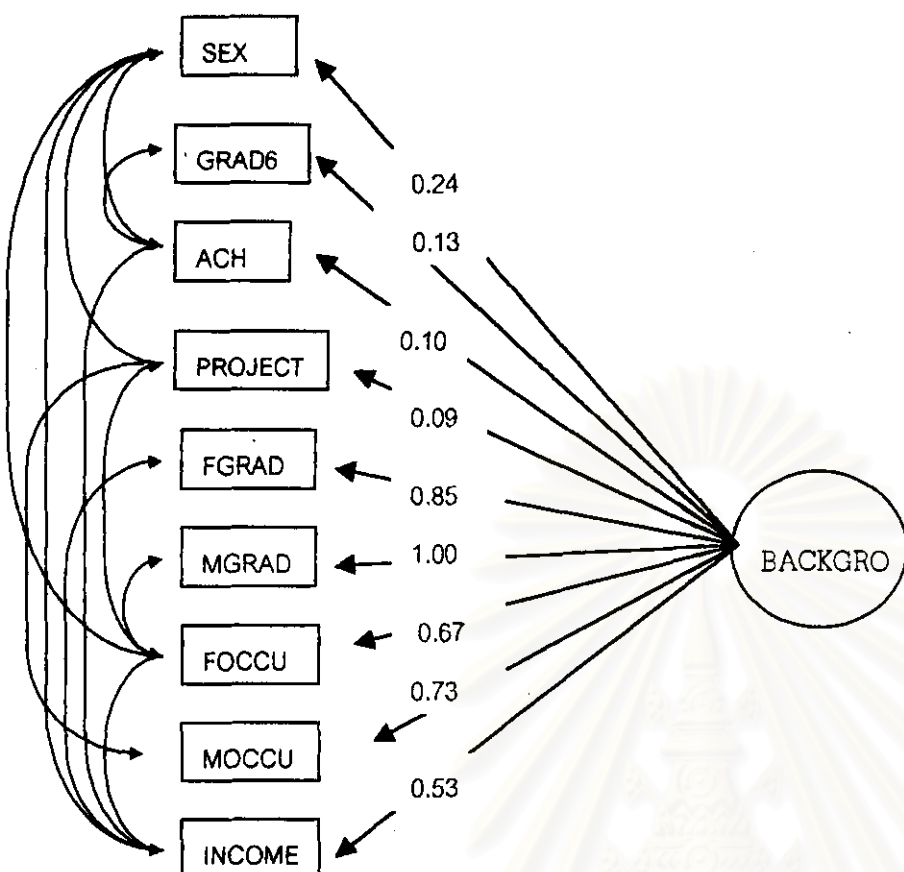 SEX
GRAD6
0.24
0.13
ACH
0.10
PROJECT
0.09
FGRAD
0.85
MGRAD
1.00
BACKGRO
FOCCU
0.67
0.73
MOCCU
0.53
INCOME